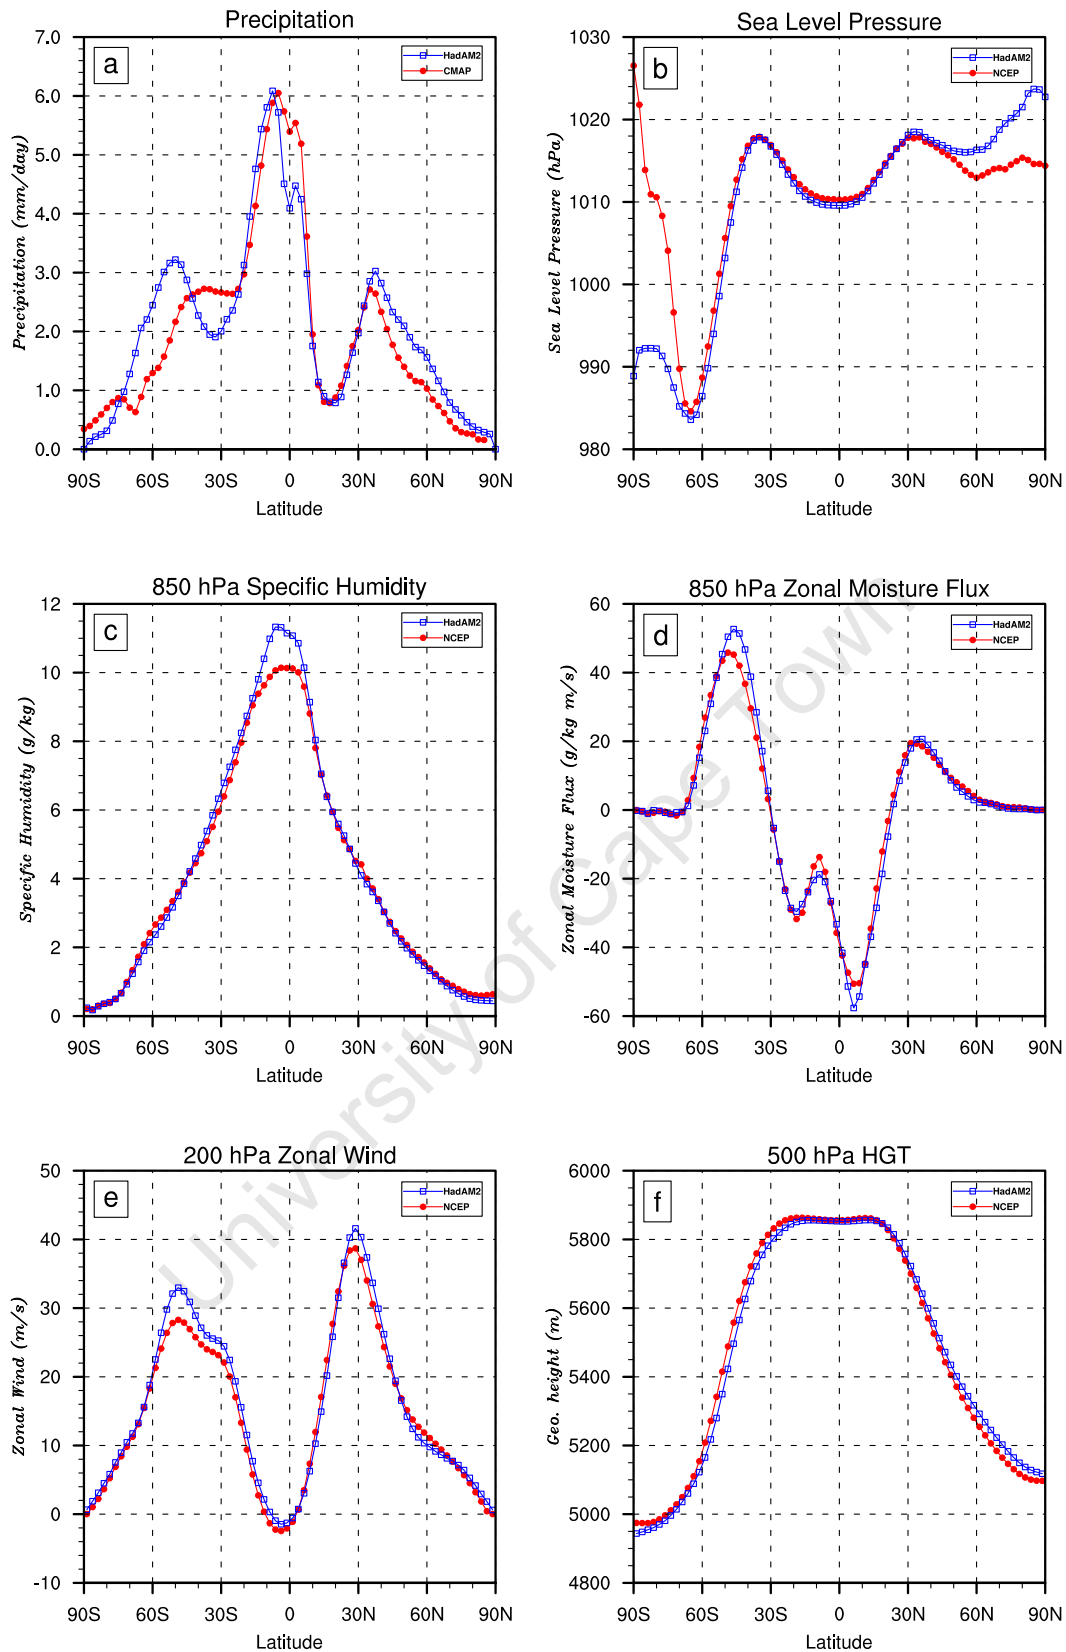 Precipitation
7.0
6.0
5.0
4.0
3.0
2.0
1.0
0.0
Precipitation (mm/day)
a
HadAM2
CMAP
90S 60S 30S 0 30N 60N 90N
Latitude
Sea Level Pressure
1030
1020
1010
1000
990
980
Sea Level Pressure (hPa)
b
HadAM2
NCEP
90S 60S 30S 0 30N 60N 90N
Latitude
850 hPa Specific Humidity
12
10
8
6
4
2
0
Specific Humidity (g/kg)
c
HadAM2
NCEP
90S 60S 30S 0 30N 60N 90N
Latitude
850 hPa Zonal Moisture Flux
60
40
20
0
-20
-40
-60
Zonal Moisture Flux (g/kg m/s)
d
HadAM2
NCEP
90S 60S 30S 0 30N 60N 90N
Latitude
200 hPa Zonal Wind
50
40
30
20
10
0
-10
Zonal Wind (m/s)
e
HadAM2
NCEP
90S 60S 30S 0 30N 60N 90N
Latitude
500 hPa HGT
6000
5800
5600
5400
5200
5000
4800
Geo. height (m)
f
HadAM2
NCEP
90S 60S 30S 0 30N 60N 90N
Latitude
University of Cape Town